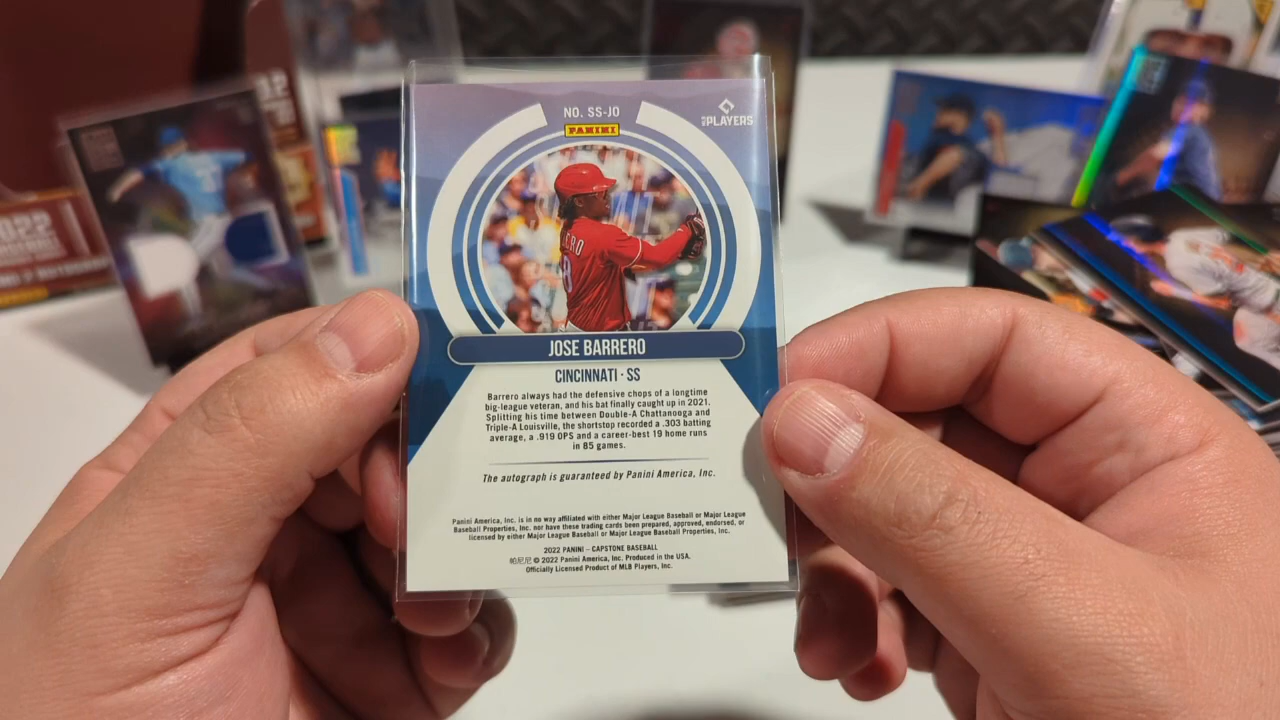 NO. SS-JO
PANINI
PLAYERS
JOSE BARRERO
CINCINNATI · SS
Barrero always had the defensive chops of a longtime
big-league veteran, and his bat finally caught up in 2021.
Splitting his time between Double-A Chattanooga and
Triple-A Louisville, the shortstop recorded a .303 batting
average, a .919 OPS and a career-best 19 home runs
in 85 games.
The autograph is guaranteed by Panini America, Inc.
Panini America, Inc. is in no way affiliated with either Major League Baseball or Major League
Baseball Properties, Inc. nor have these trading cards been prepared, approved, endorsed, or
licensed by either Major League Baseball or Major League Baseball Properties, Inc.
2022 PANINI – CAPSTONE BASEBALL
帕尼尼 © 2022 Panini America, Inc. Produced in the USA.
Officially Licensed Product of MLB Players, Inc.
2022